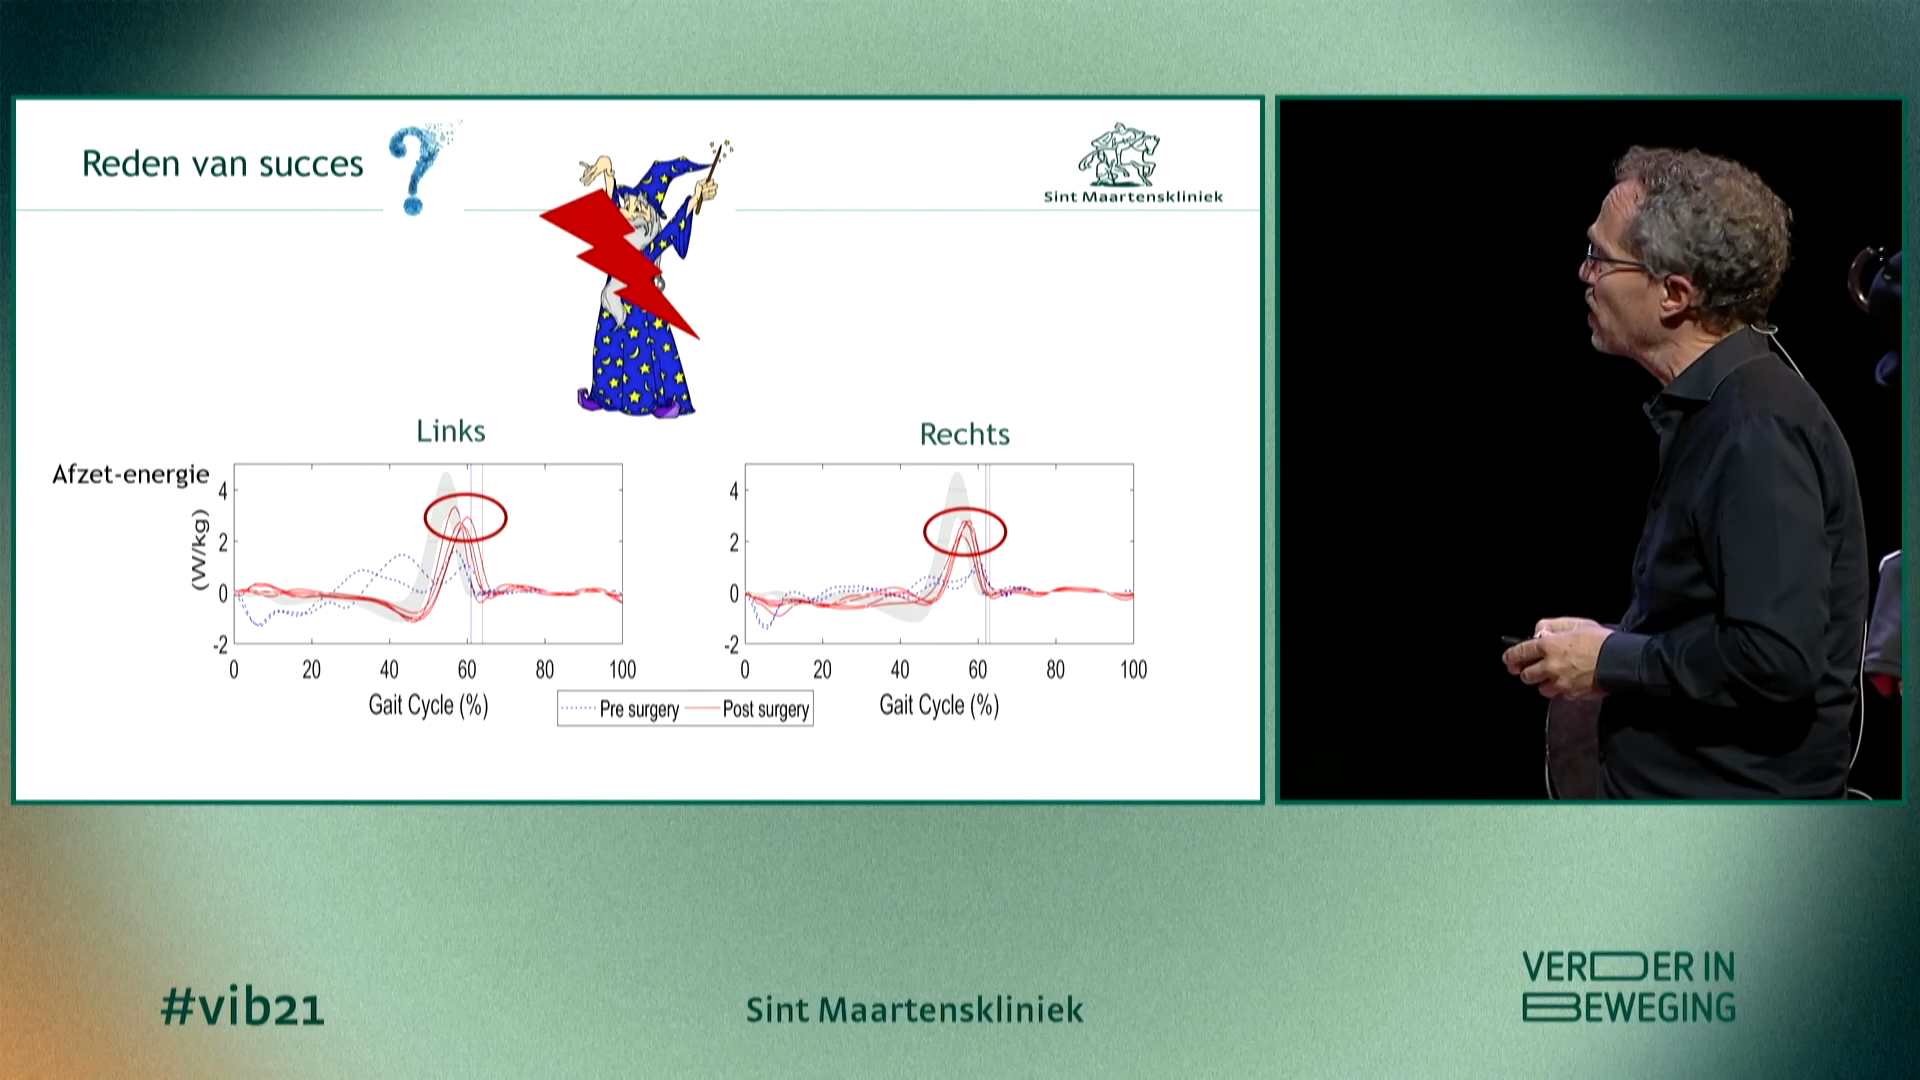 Reden van succes
Sint Maartenskliniek
Links
Rechts
Afzet-energie
(W/kg)
4
2
0
-2
0 20 40 60 80 100
Gait Cycle (%)
4
2
0
-2
0 20 40 60 80 100
Gait Cycle (%)
Pre surgery Post surgery
#vib21
Sint Maartenskliniek
VERDER IN
BEWEGING